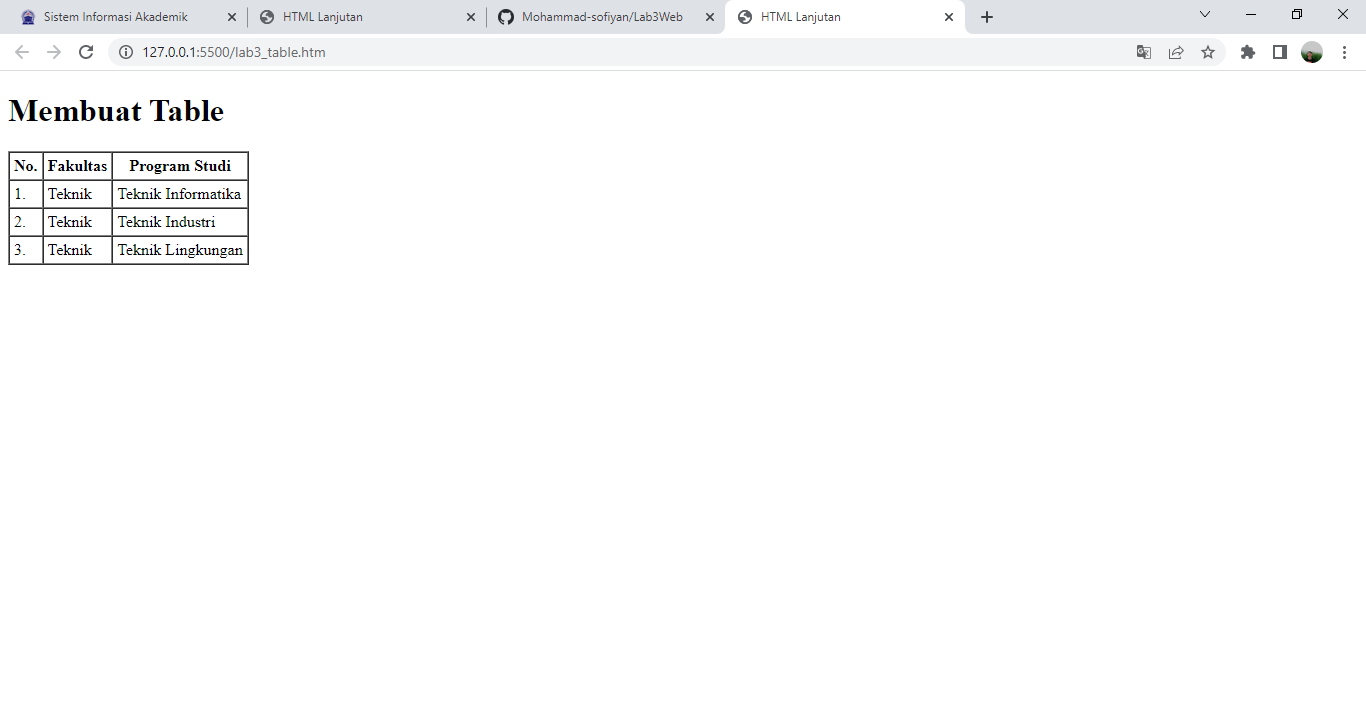 Sistem Informasi Akademik
HTML Lanjutan
Mohammad-sofiyan/Lab3Web
HTML Lanjutan
127.0.0.1:5500/lab3_table.htm
Membuat Table
No. Fakultas Program Studi
1. Teknik Teknik Informatika
2. Teknik Teknik Industri
3. Teknik Teknik Lingkungan